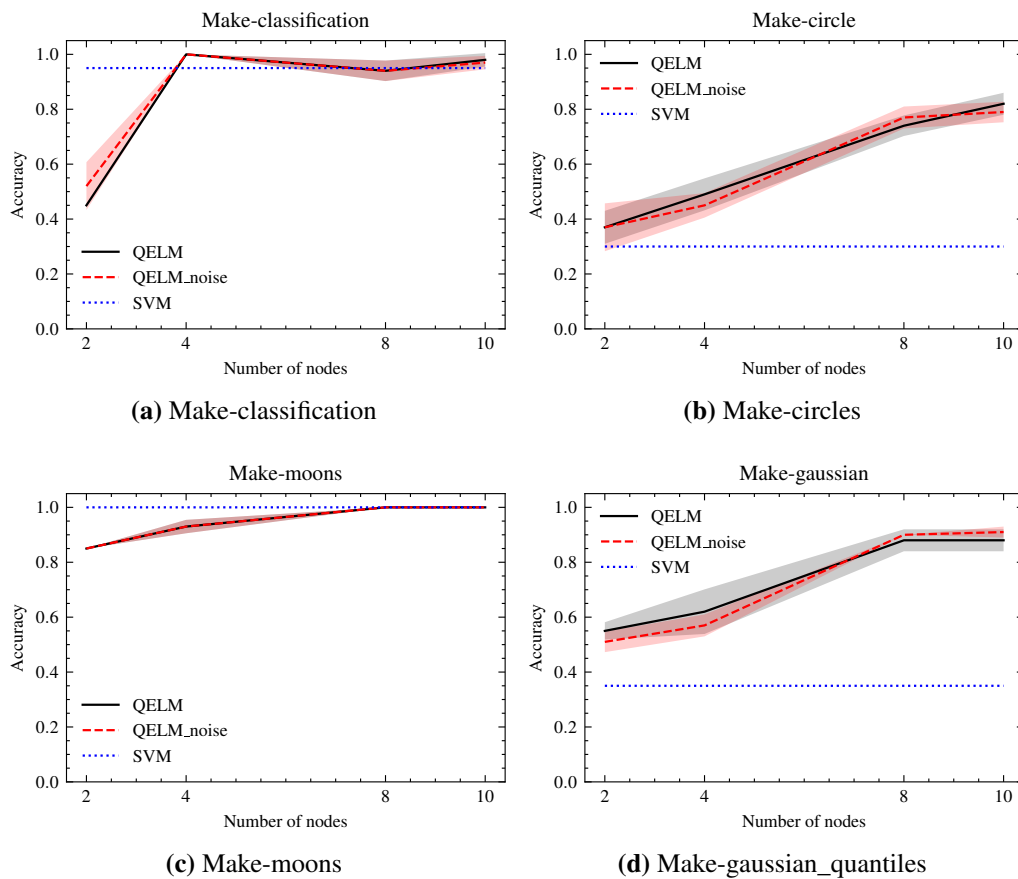 Make-classification
1.0
0.8
0.6
0.4
0.2
0.0
Accuracy
QELM
QELM_noise
SVM
2 4 8 10
Number of nodes
(a) Make-classification
Make-circle
1.0
0.8
0.6
0.4
0.2
0.0
Accuracy
QELM
QELM_noise
SVM
2 4 8 10
Number of nodes
(b) Make-circles
Make-moons
1.0
0.8
0.6
0.4
0.2
0.0
Accuracy
QELM
QELM_noise
SVM
2 4 8 10
Number of nodes
(c) Make-moons
Make-gaussian
1.0
0.8
0.6
0.4
0.2
0.0
Accuracy
QELM
QELM_noise
SVM
2 4 8 10
Number of nodes
(d) Make-gaussian_quantiles